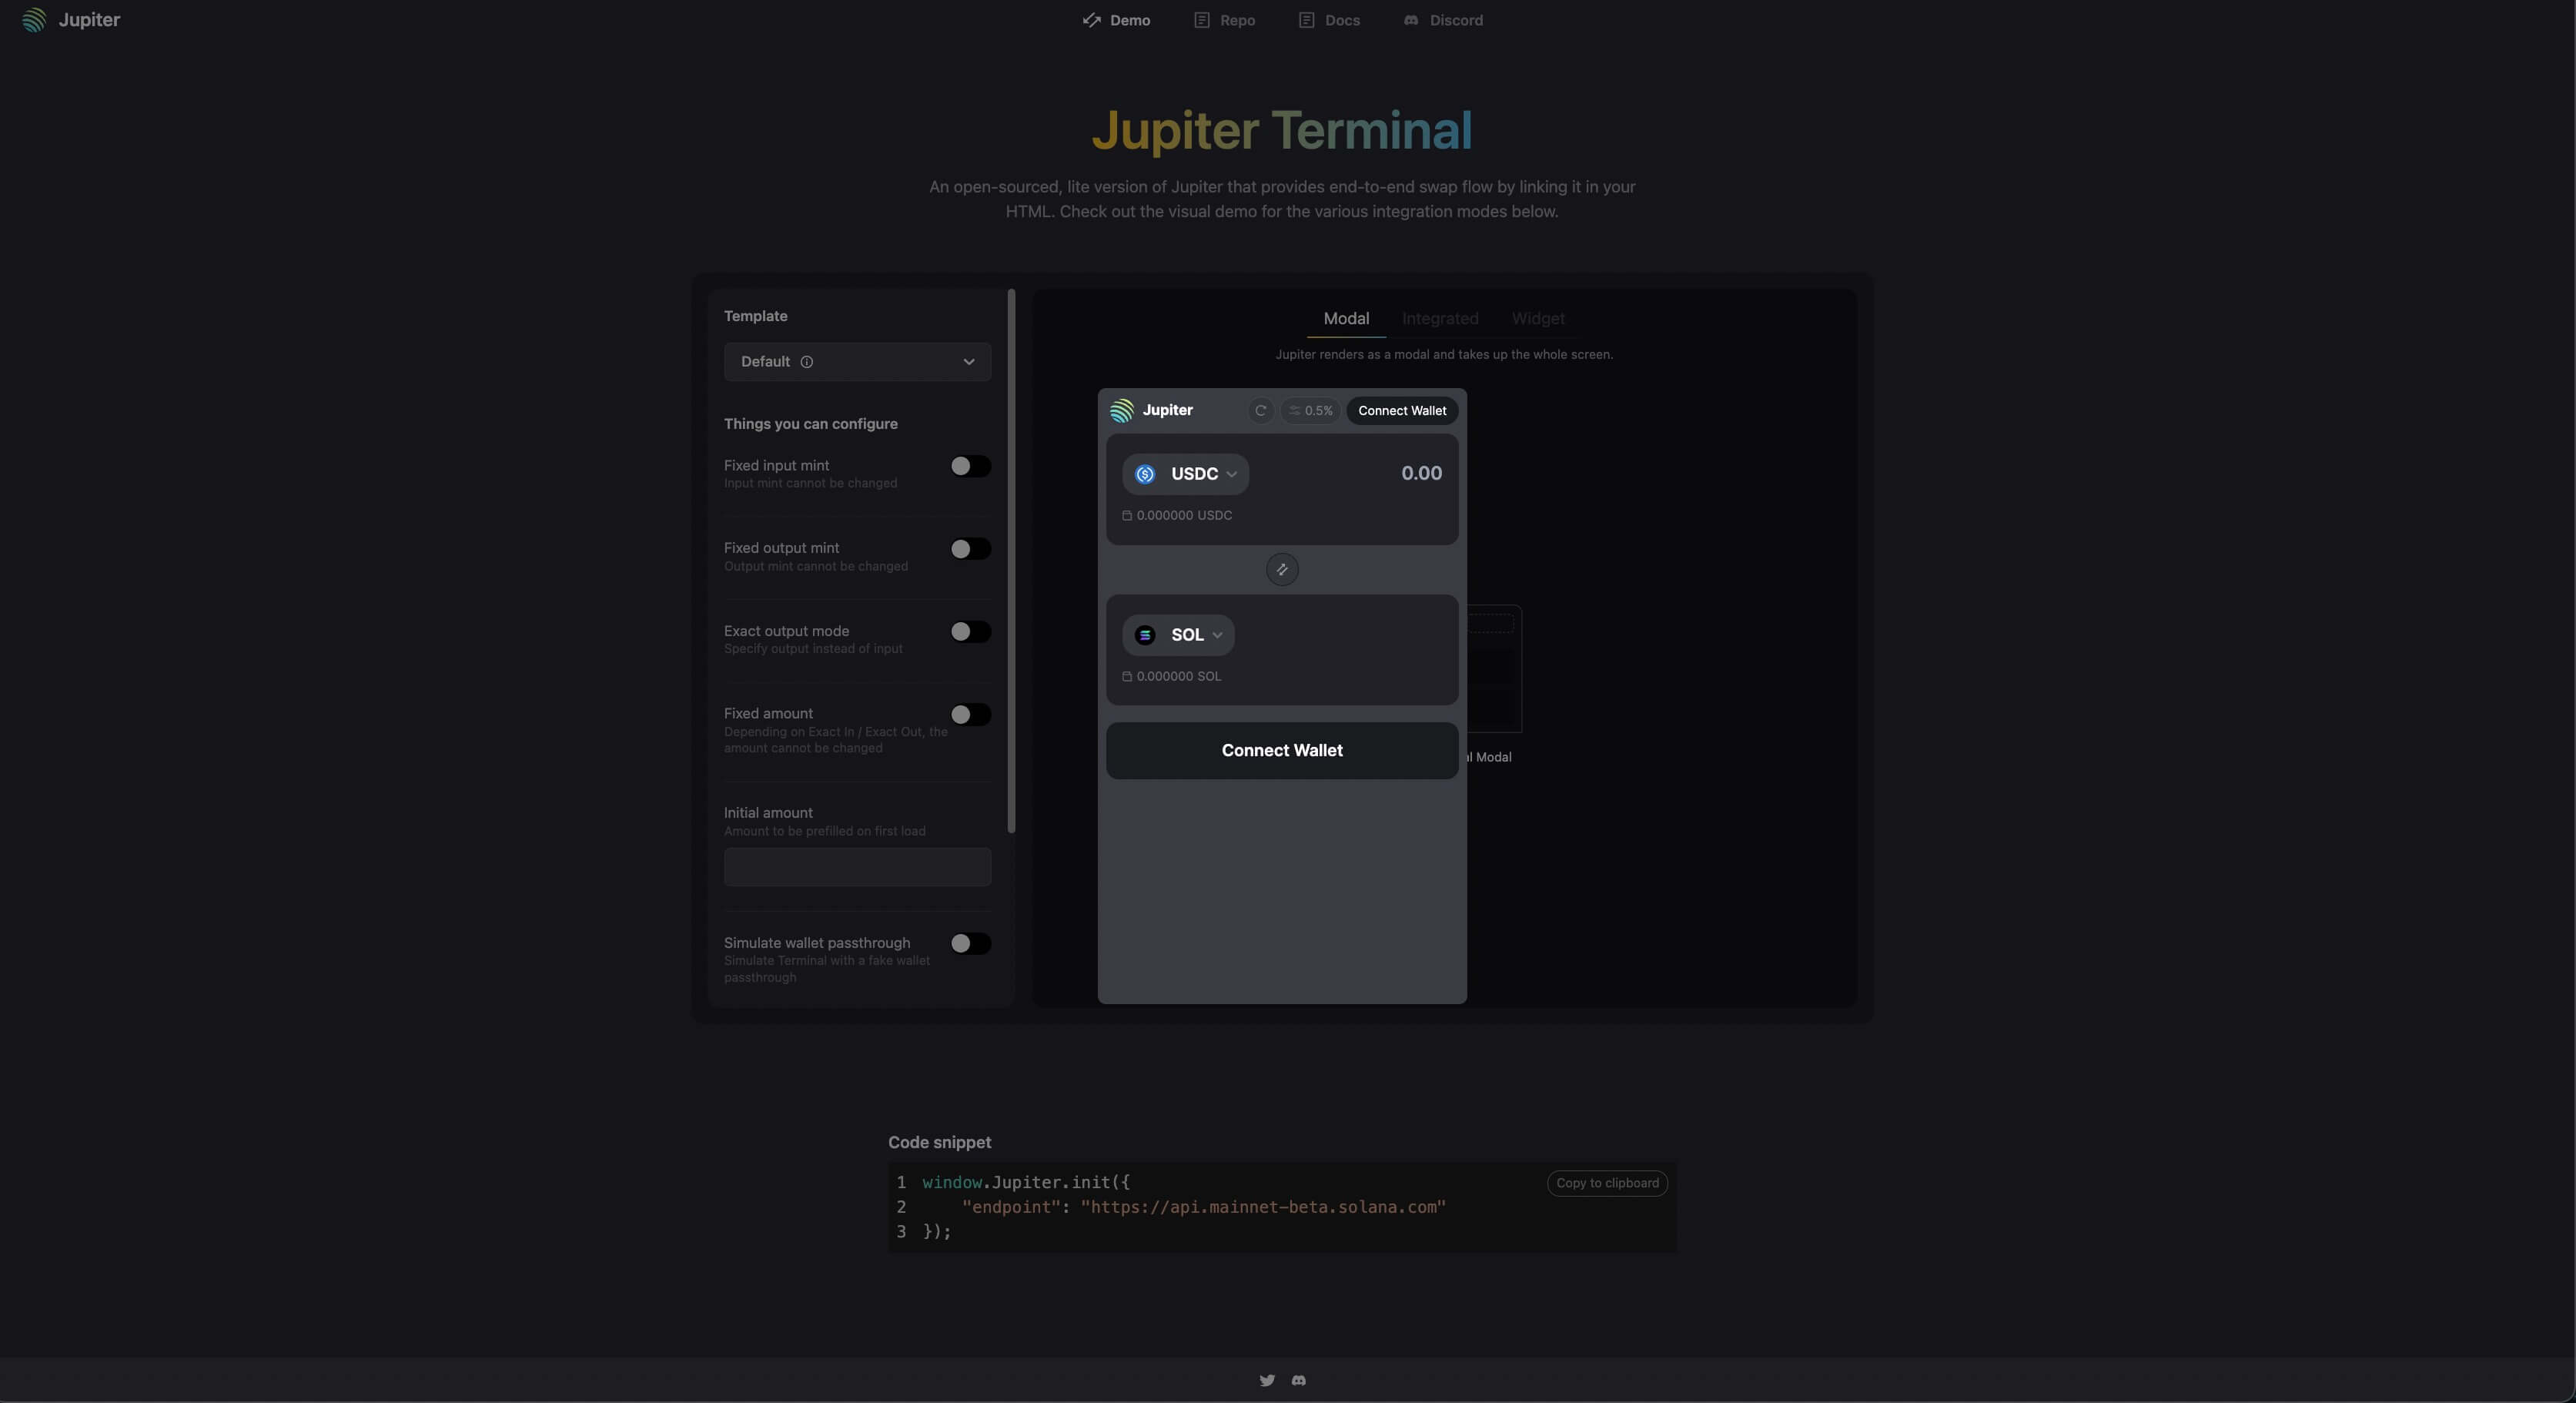 Jupiter
Demo
Repo
Docs
Discord
Jupiter Terminal
An open-sourced, lite version of Jupiter that provides end-to-end swap flow by linking it in your
HTML. Check out the visual demo for the various integration modes below.
Template
Default
Things you can configure
Fixed input mint
Input mint cannot be changed
Fixed output mint
Output mint cannot be changed
Exact output mode
Specify output instead of input
Fixed amount
Depending on Exact In / Exact Out, the
amount cannot be changed
Initial amount
Amount to be prefilled on first load
Simulate wallet passthrough
Simulate Terminal with a fake wallet
passthrough
Modal
Integrated
Widget
Jupiter renders as a modal and takes up the whole screen.
Jupiter
0.5%
Connect Wallet
USDC
0.00
0.000000 USDC
SOL
0.000000 SOL
Connect Wallet
Modal
Code snippet
Copy to clipboard
1 window.Jupiter.init({
2 "endpoint": "https://api.mainnet-beta.solana.com"
3 });